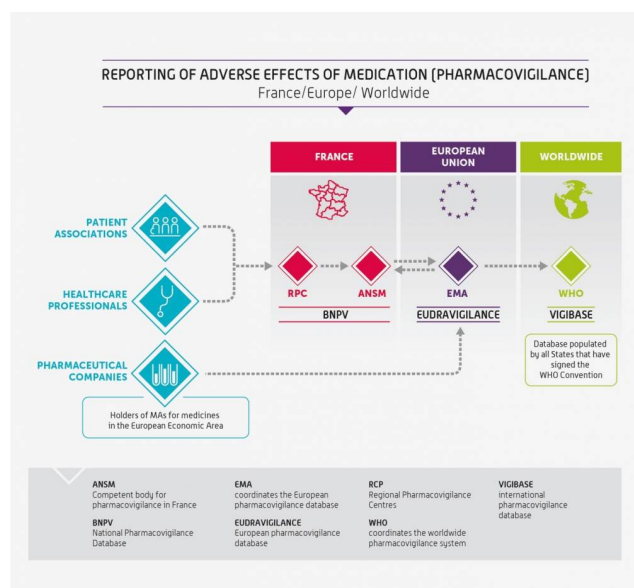 REPORTING OF ADVERSE EFFECTS OF MEDICATION (PHARMACOVIGILANCE)
France/Europe/ Worldwide
FRANCE
EUROPEAN
UNION
WORLDWIDE
PATIENT
ASSOCIATIONS
HEALTHCARE
PROFESSIONALS
PHARMACEUTICAL
COMPANIES
Holders of MAs for medicines
in the European Economic Area
RPC
ANSM
BNPV
EMA
EUDRAVIGILANCE
WHO
VIGIBASE
Database populated
by all States that have
signed the
WHO Convention
ANSM
Competent body for
pharmacovigilance in France
BNPV
National Pharmacovigilance
Database
EMA
coordinates the European
pharmacovigilance database
EUDRAVIGILANCE
European pharmacovigilance
database
RCP
Regional Pharmacovigilance
Centres
WHO
coordinates the worldwide
pharmacovigilance system
VIGIBASE
international
pharmacovigilance
database